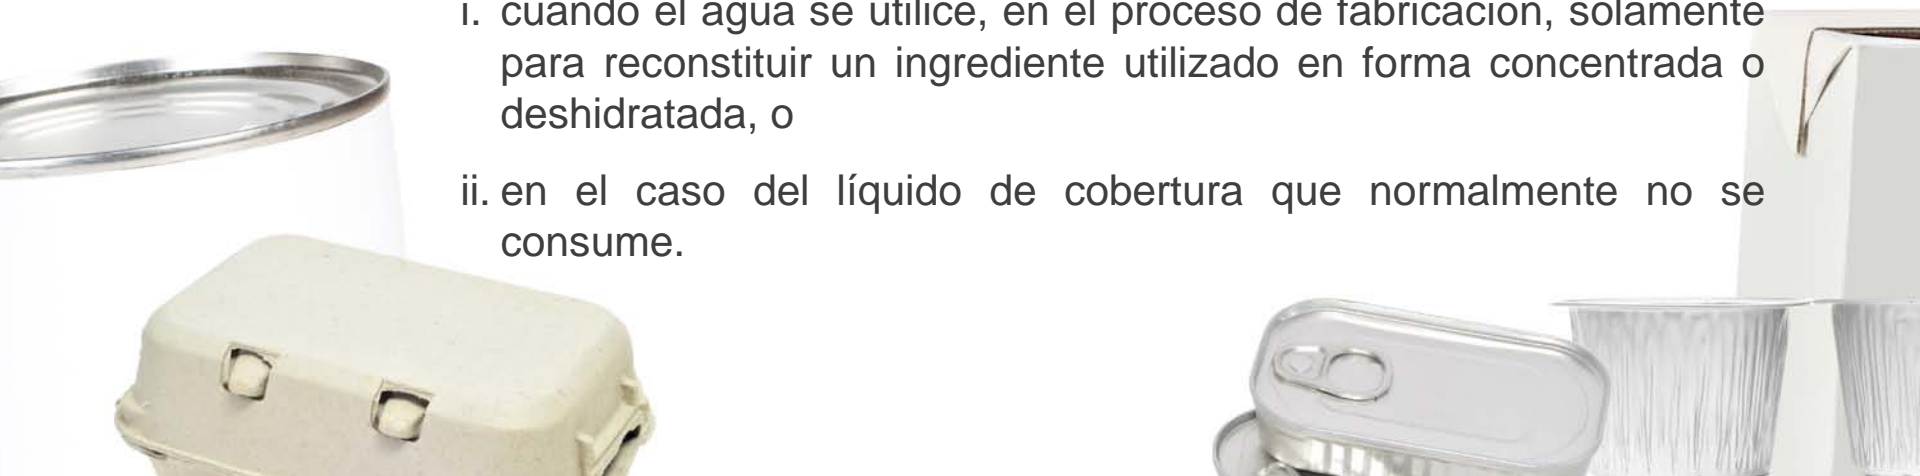 i. cuando el agua se utilice, en el proceso de fabricación, solamente
para reconstituir un ingrediente utilizado en forma concentrada o
deshidratada, o
ii. en el caso del líquido de cobertura que normalmente no se
consume.